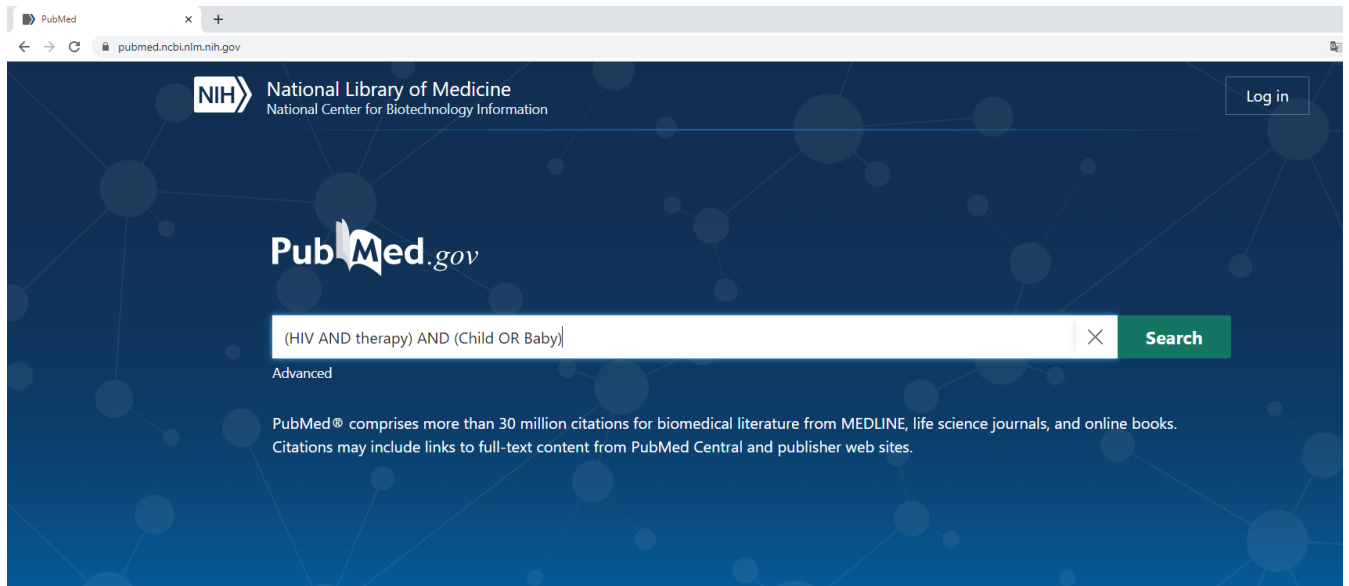 PubMed
pubmed.ncbi.nlm.nih.gov
NIH
National Library of Medicine
National Center for Biotechnology Information
Log in
PubMed.gov
(HIV AND therapy) AND (Child OR Baby)
Search
Advanced
PubMed® comprises more than 30 million citations for biomedical literature from MEDLINE, life science journals, and online books.
Citations may include links to full-text content from PubMed Central and publisher web sites.